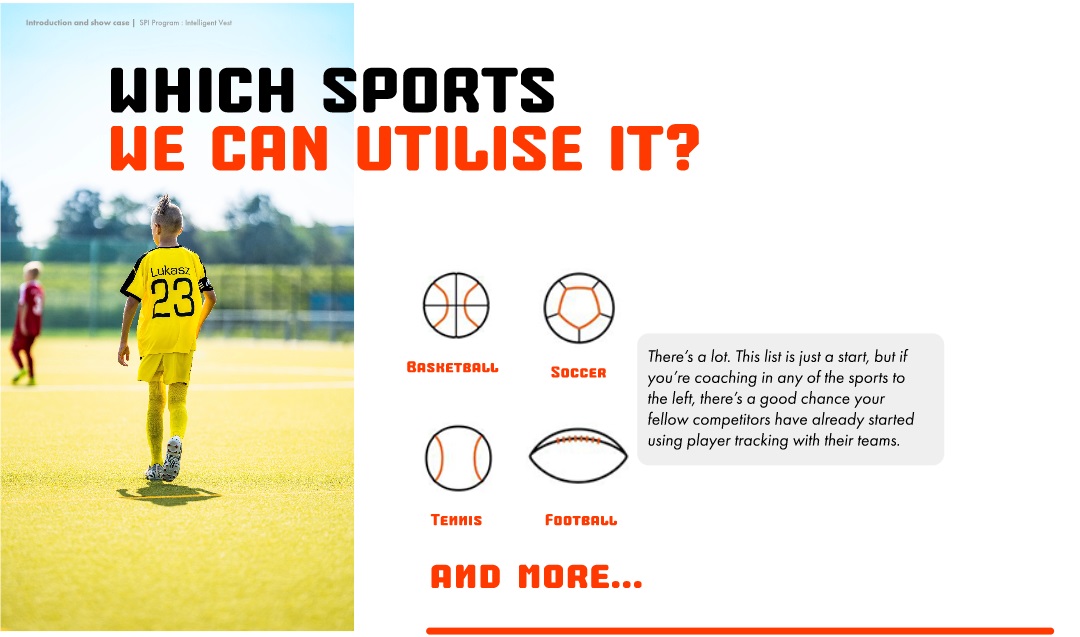 Introduction and show case | SPI Program : Intelligent Vest
WHICH SPORTS
WE CAN UTILISE IT?
Lukasz
23
3
BASKETBALL
SOCCER
There's a lot. This list is just a start, but if
you're coaching in any of the sports to
the left, there's a good chance your
fellow competitors have already started
using player tracking with their teams.
TENNIS
FOOTBALL
AND MORE...